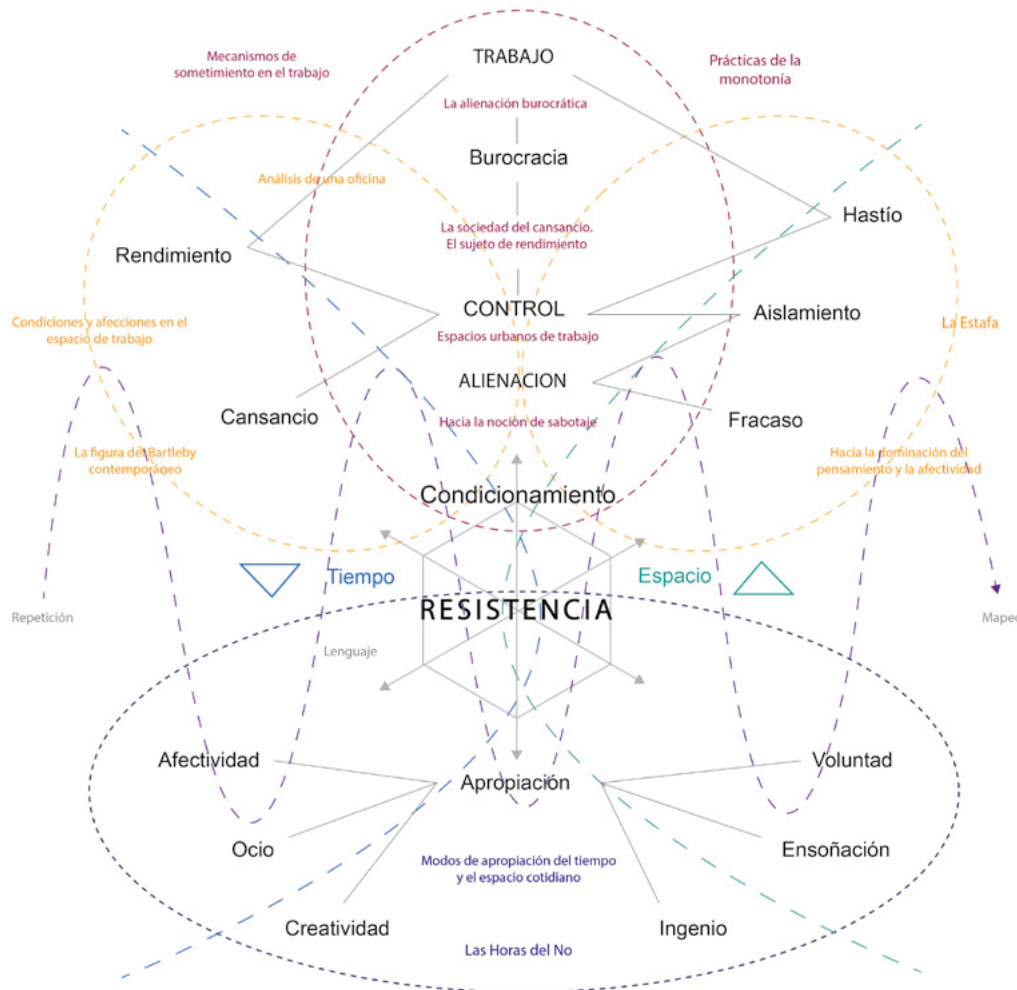 Mecanismos de
sometimiento en el trabajo
TRABAJO
Prácticas de la
monotonía
La alienación burocrática
Burocracia
Análisis de una oficina
Hastío
La sociedad del cansancio.
El sujeto de rendimiento
Rendimiento
CONTROL
Aislamiento
Condiciones y afecciones en el
espacio de trabajo
La Estafa
Espacios urbanos de trabajo
ALIENACION
Cansancio
Hacia la noción de sabotaje
Fracaso
La figura del Bartleby
contemporáneo
Hacia la dominación del
pensamiento y la afectividad
Condicionamiento
Tiempo
Espacio
Repetición
RESISTENCIA
Lenguaje
Afectividad
Apropiación
Voluntad
Ocio
Ensoñación
Modos de apropiación del tiempo
y el espacio cotidiano
Creatividad
Ingenio
Las Horas del No